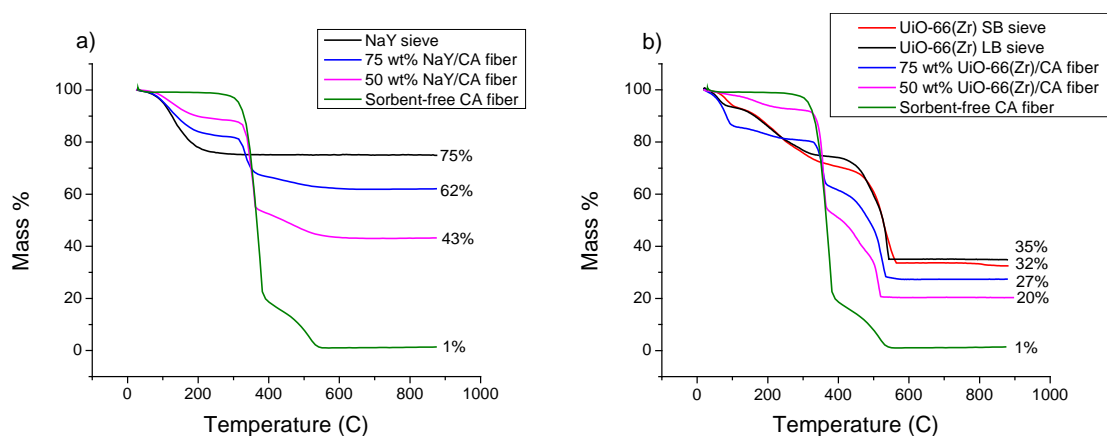 a)
NaY sieve
75 wt% NaY/CA fiber
50 wt% NaY/CA fiber
Sorbent-free CA fiber
100
80
60
40
20
0
Mass %
75%
62%
43%
1%
0 200 400 600 800 1000
Temperature (C)
b)
UiO-66(Zr) SB sieve
UiO-66(Zr) LB sieve
75 wt% UiO-66(Zr)/CA fiber
50 wt% UiO-66(Zr)/CA fiber
Sorbent-free CA fiber
100
80
60
40
20
0
Mass %
35%
32%
27%
20%
1%
0 200 400 600 800 1000
Temperature (C)